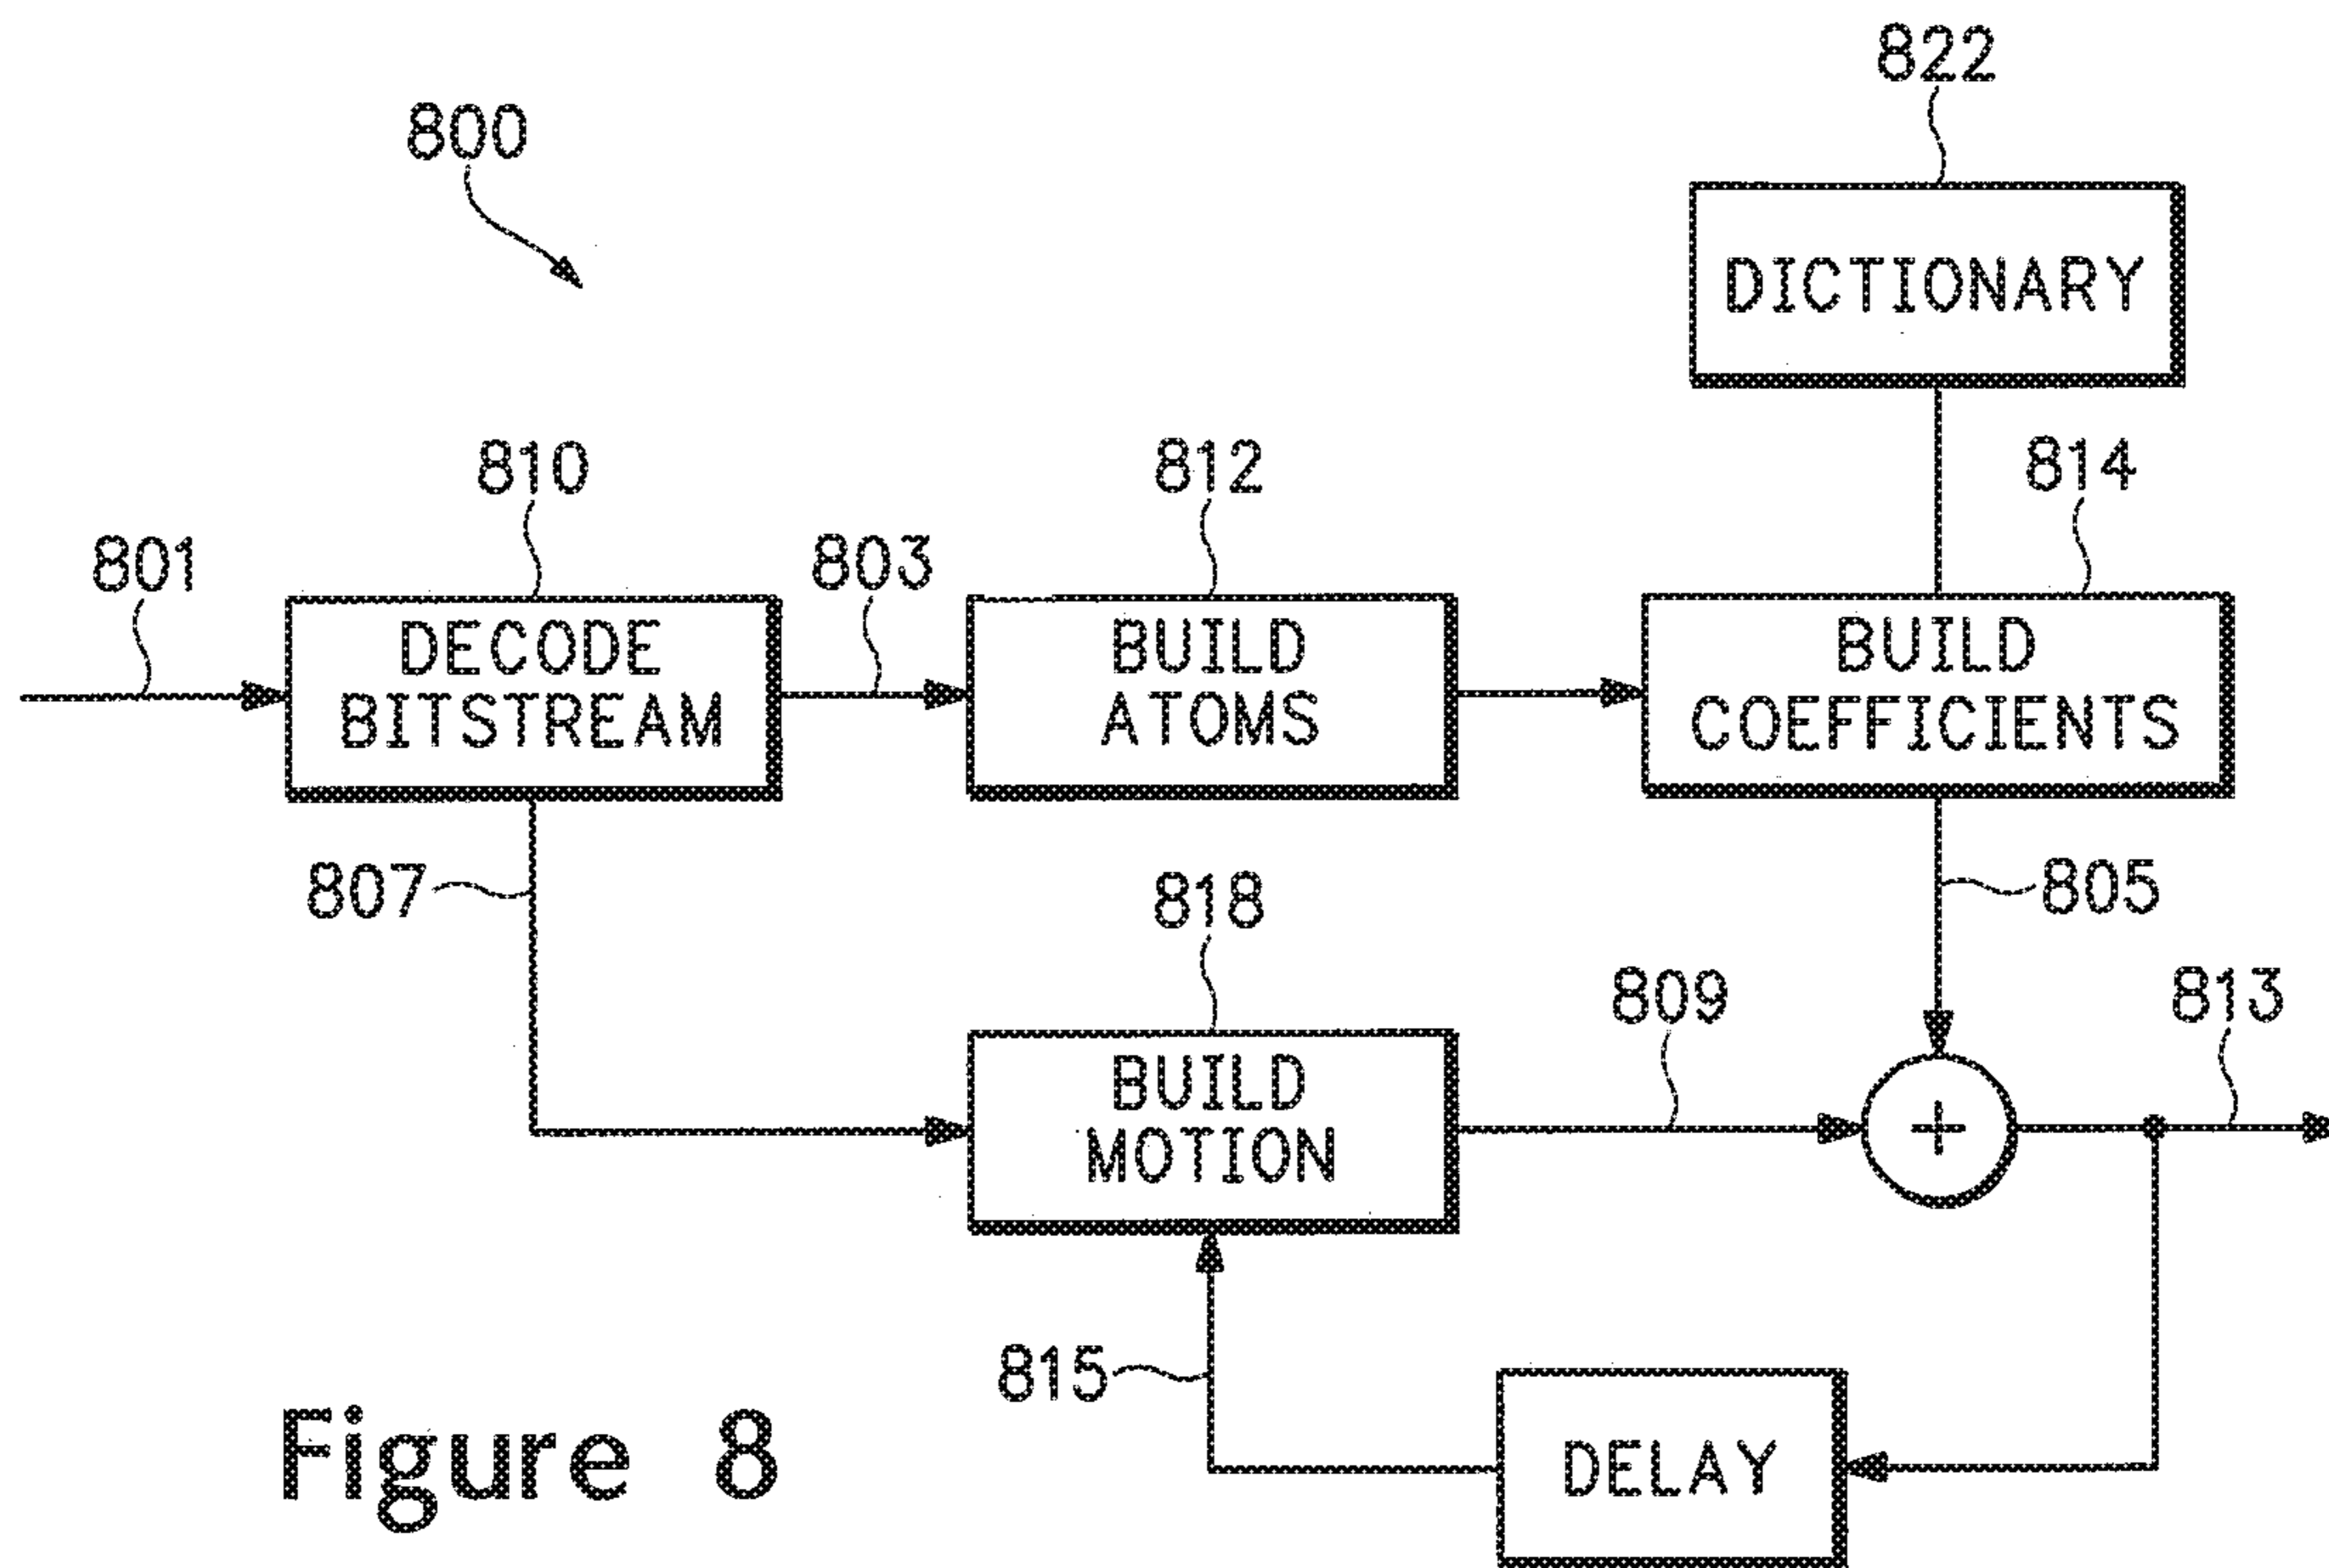 822
800
DICTIONARY
810
812
814
801
803
DECODE
BITSTREAM
BUILD
ATOMS
BUILD
COEFFICIENTS
807
818
805
809
813
BUILD
MOTION
+
815
DELAY
Figure 8